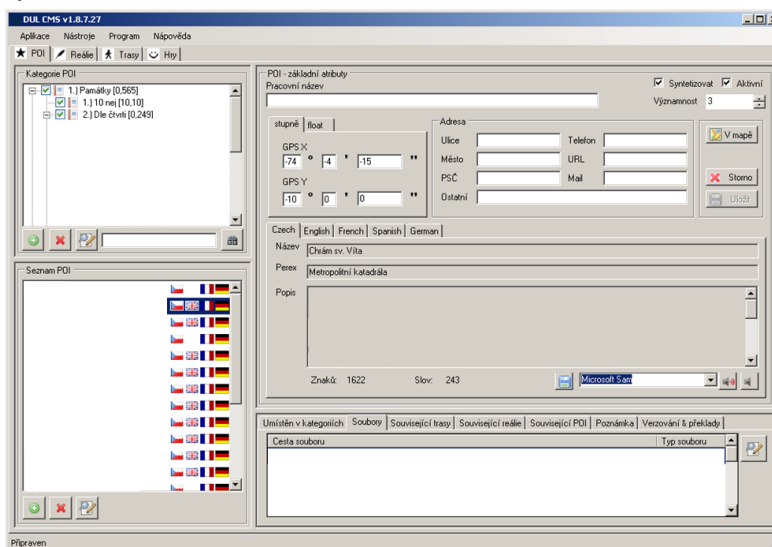 DUL CMS v1.8.7.27
Aplikace Nástroje Program Nápověda
POI Reálie Trasy Hry
Kategorie POI
1.) Památky [0,565]
1.) 10 nej [10,10]
2.) Dle čtvrti [0,249]
Seznam POI
POI - základní atributy
Pracovní název
Syntetizovat Aktivní
Významnost 3
stupně float
GPS X
-74 ° -4 ' -15 ''
GPS Y
-10 ° 0 ' 0 ''
Adresa
Ulice Telefon
Město URL
PSČ Mail
Ostatní
V mapě
Storno
Uložit
Czech English French Spanish German
Název Chrám sv. Víta
Perex Metropolitní katadrála
Popis
Znaků: 1622 Slov: 243 Microsoft Sam
Umístěn v kategoriích Soubory Související trasy Související reálie Související POI Poznámka Verzování & překlady
Cesta souboru Typ souboru
Připraven